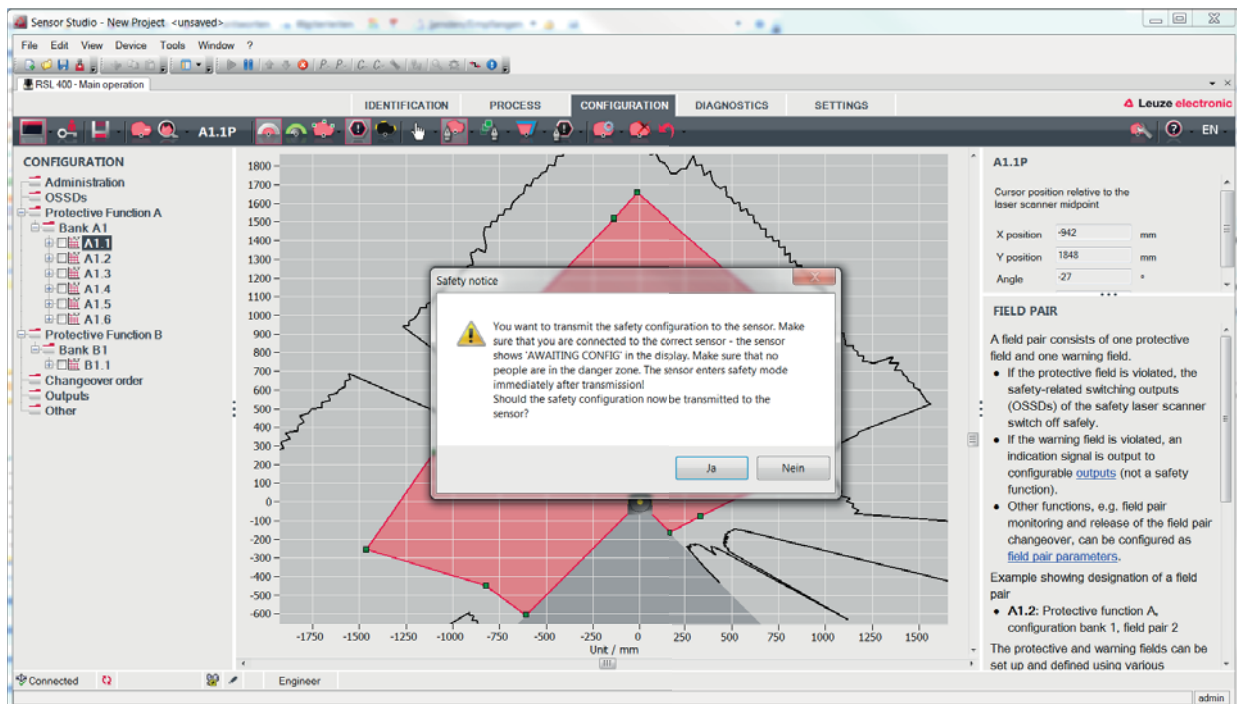 Sensor Studio - New Project <unsaved>
File Edit View Device Tools Window ?
RSL 400 - Main operation
IDENTIFICATION PROCESS CONFIGURATION DIAGNOSTICS SETTINGS
Leuze electronic
A1.1P
EN
CONFIGURATION
Administration
OSSDs
Protective Function A
Bank A1
A1.1
A1.2
A1.3
A1.4
A1.5
A1.6
Protective Function B
Bank B1
B1.1
Changeover order
Outputs
Other
1800
1700
1600
1500
1400
1300
1200
1100
1000
900
800
700
600
500
400
300
200
100
0
-100
-200
-300
-400
-500
-600
-1750 -1500 -1250 -1000 -750 -500 -250 0 250 500 750 1000 1250 1500
Unit / mm
Safety notice
You want to transmit the safety configuration to the sensor. Make
sure that you are connected to the correct sensor - the sensor
shows 'AWAITING CONFIG' in the display. Make sure that no
people are in the danger zone. The sensor enters safety mode
immediately after transmission!
Should the safety configuration now be transmitted to the
sensor?
Ja Nein
A1.1P
Cursor position relative to the
laser scanner midpoint
X position -942 mm
Y position 1848 mm
Angle -27 °
FIELD PAIR
A field pair consists of one protective
field and one warning field.
• If the protective field is violated, the
safety-related switching outputs
(OSSDs) of the safety laser scanner
switch off safely.
• If the warning field is violated, an
indication signal is output to
configurable outputs (not a safety
function).
• Other functions, e.g. field pair
monitoring and release of the field pair
changeover, can be configured as
field pair parameters.
Example showing designation of a field
pair
• A1.2: Protective function A,
configuration bank 1, field pair 2
The protective and warning fields can be
set up and defined using various
Connected Engineer
admin